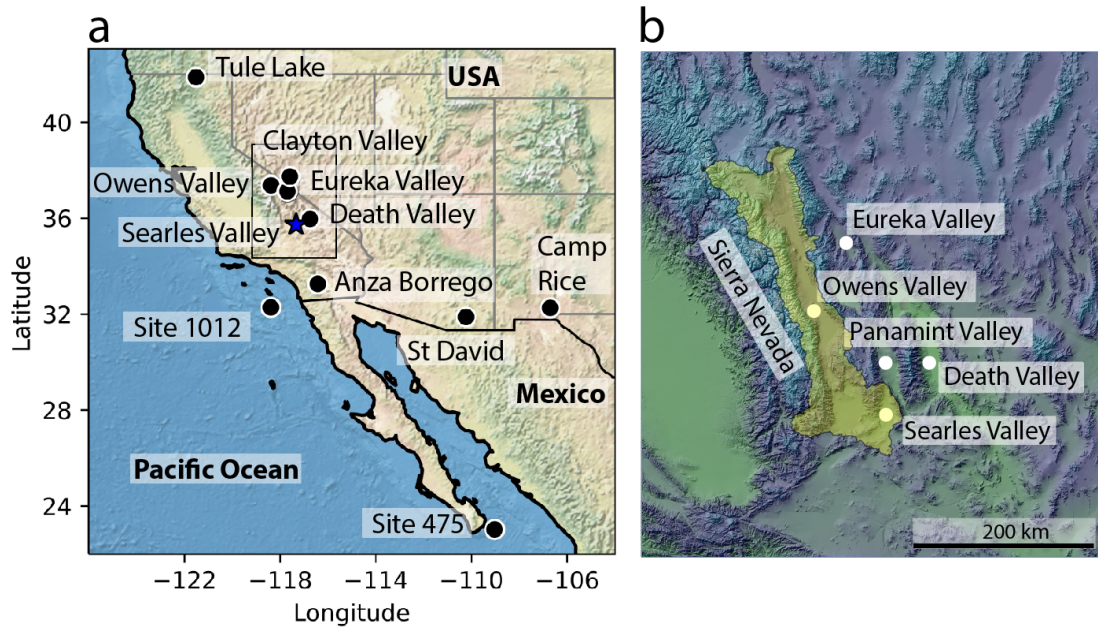 a
Tule Lake
USA
Clayton Valley
Owens Valley
Eureka Valley
Death Valley
Searles Valley
Camp
Rice
Anza Borrego
Site 1012
St David
Mexico
Pacific Ocean
Site 475
40
36
32
28
24
Latitude
−122
−118
−114
−110
−106
Longitude
b
Eureka Valley
Sierra Nevada
Owens Valley
Panamint Valley
Death Valley
Searles Valley
200 km